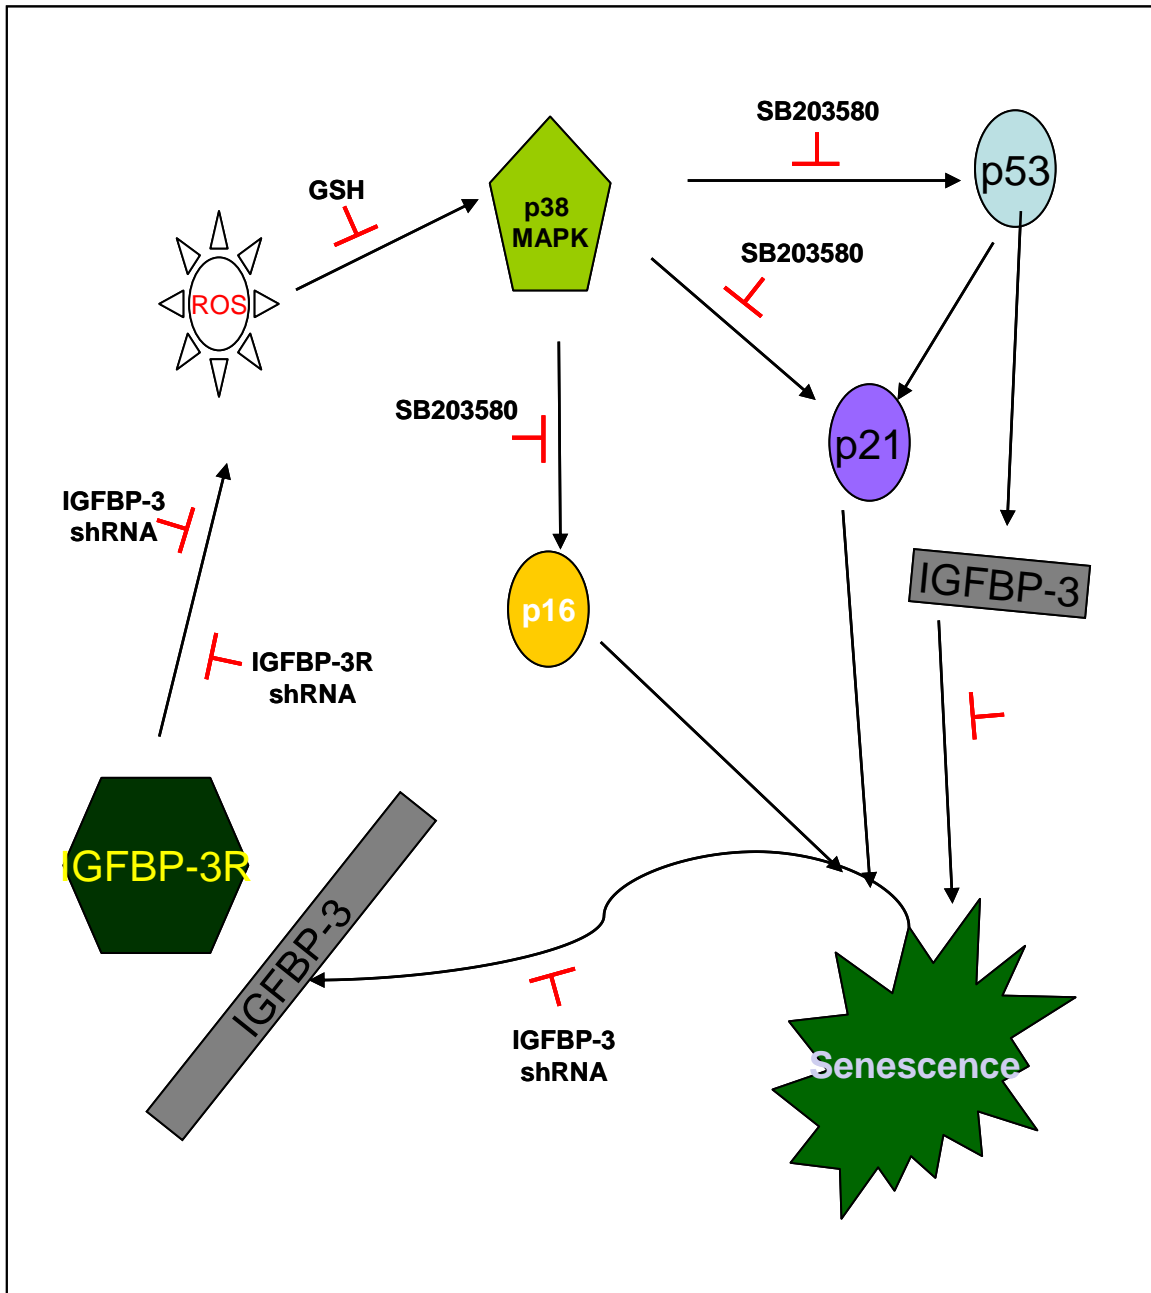 SB203580
p53
GSH
p38
MAPK
SB203580
ROS
SB203580
p21
IGFBP-3
shRNA
IGFBP-3
p16
IGFBP-3R
shRNA
IGFBP-3R
IGFBP-3
IGFBP-3
shRNA
Senescence